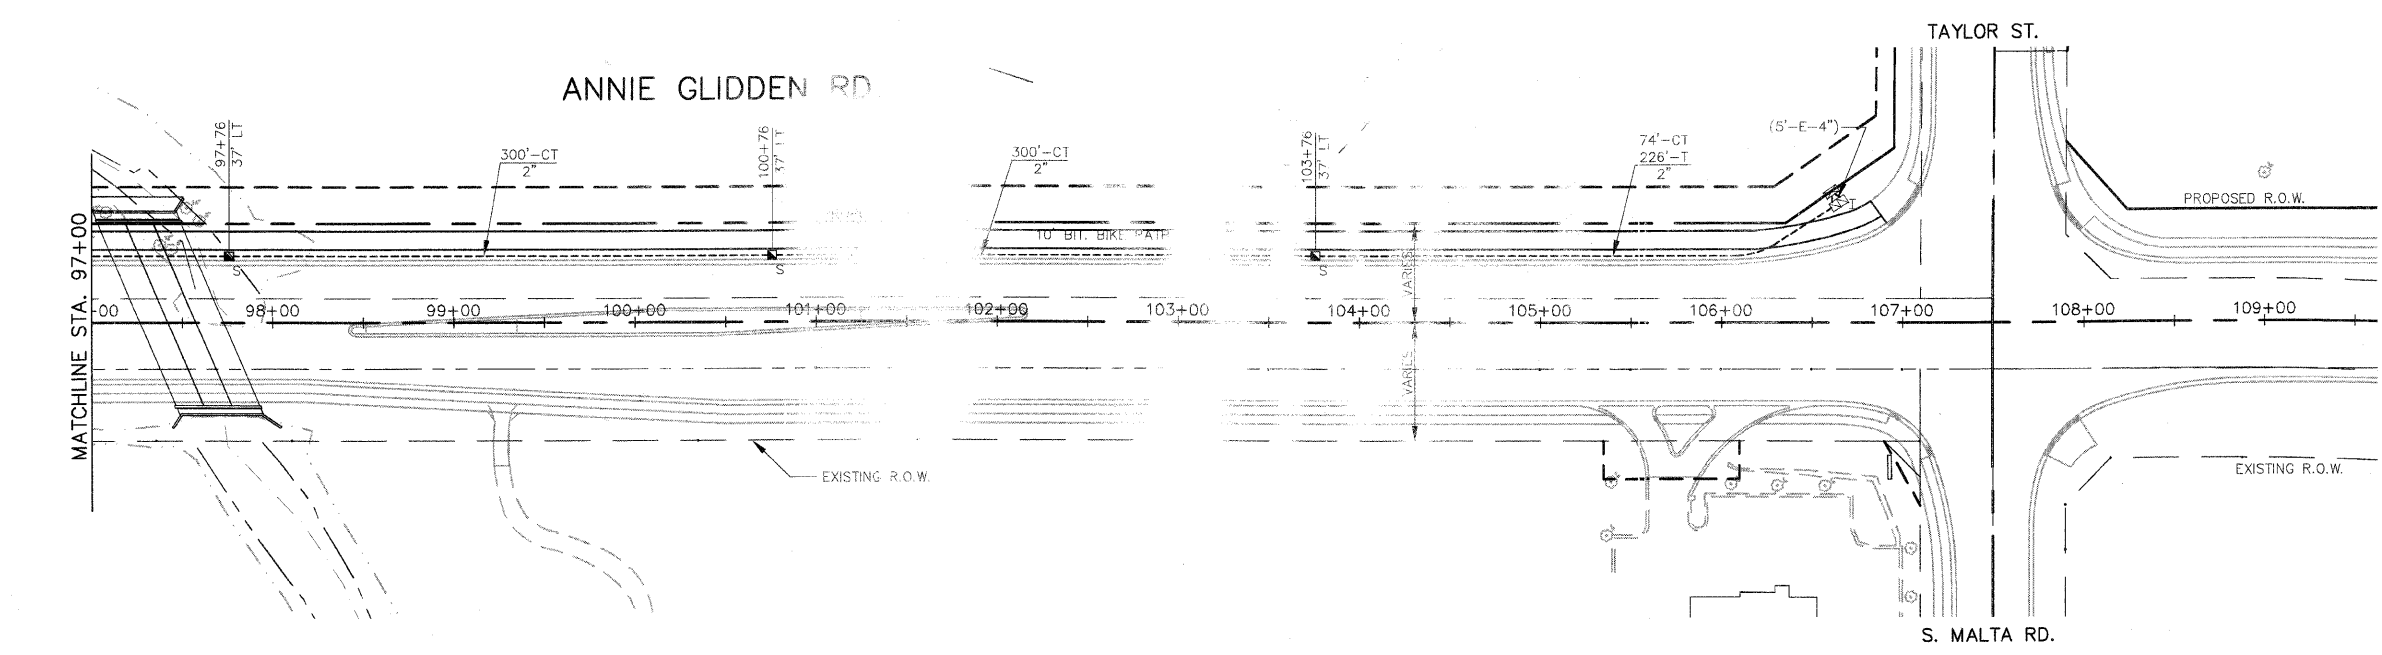 TAYLOR ST.
ANNIE GLIDDEN RD.
97+76
37' LT
100+76
37' LT
103+76
37' LT
300'-CT
2"
300'-CT
2"
74'-CT
226'-T
2"
(5'-E-4")
T
PROPOSED R.O.W.
10' BIT. BIKE PATH
S
S
S
MATCHLINE STA. 97+00
+00
98+00
99+00
100+00
101+00
102+00
103+00
104+00
105+00
106+00
107+00
108+00
109+00
VARIES
VARIES
EXISTING R.O.W.
EXISTING R.O.W.
S. MALTA RD.